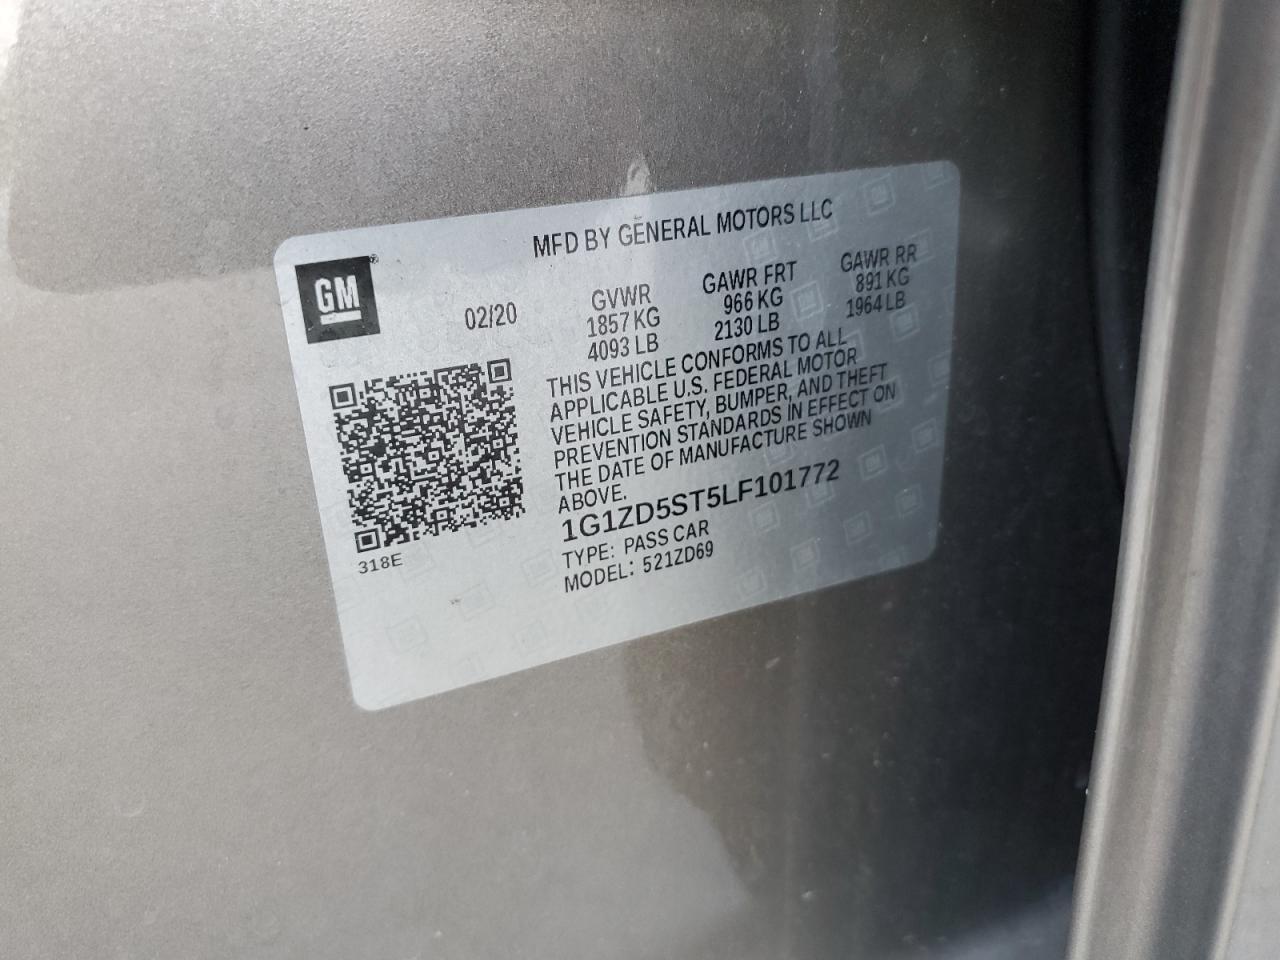 MFD BY GENERAL MOTORS LLC
GM
02/20
GVWR
1857 KG
4093 LB
GAWR FRT
966 KG
2130 LB
GAWR RR
891 KG
1964 LB
THIS VEHICLE CONFORMS TO ALL
APPLICABLE U.S. FEDERAL MOTOR
VEHICLE SAFETY, BUMPER, AND THEFT
PREVENTION STANDARDS IN EFFECT ON
THE DATE OF MANUFACTURE SHOWN
ABOVE.
1G1ZD5ST5LF101772
TYPE: PASS CAR
MODEL: 521ZD69
318E